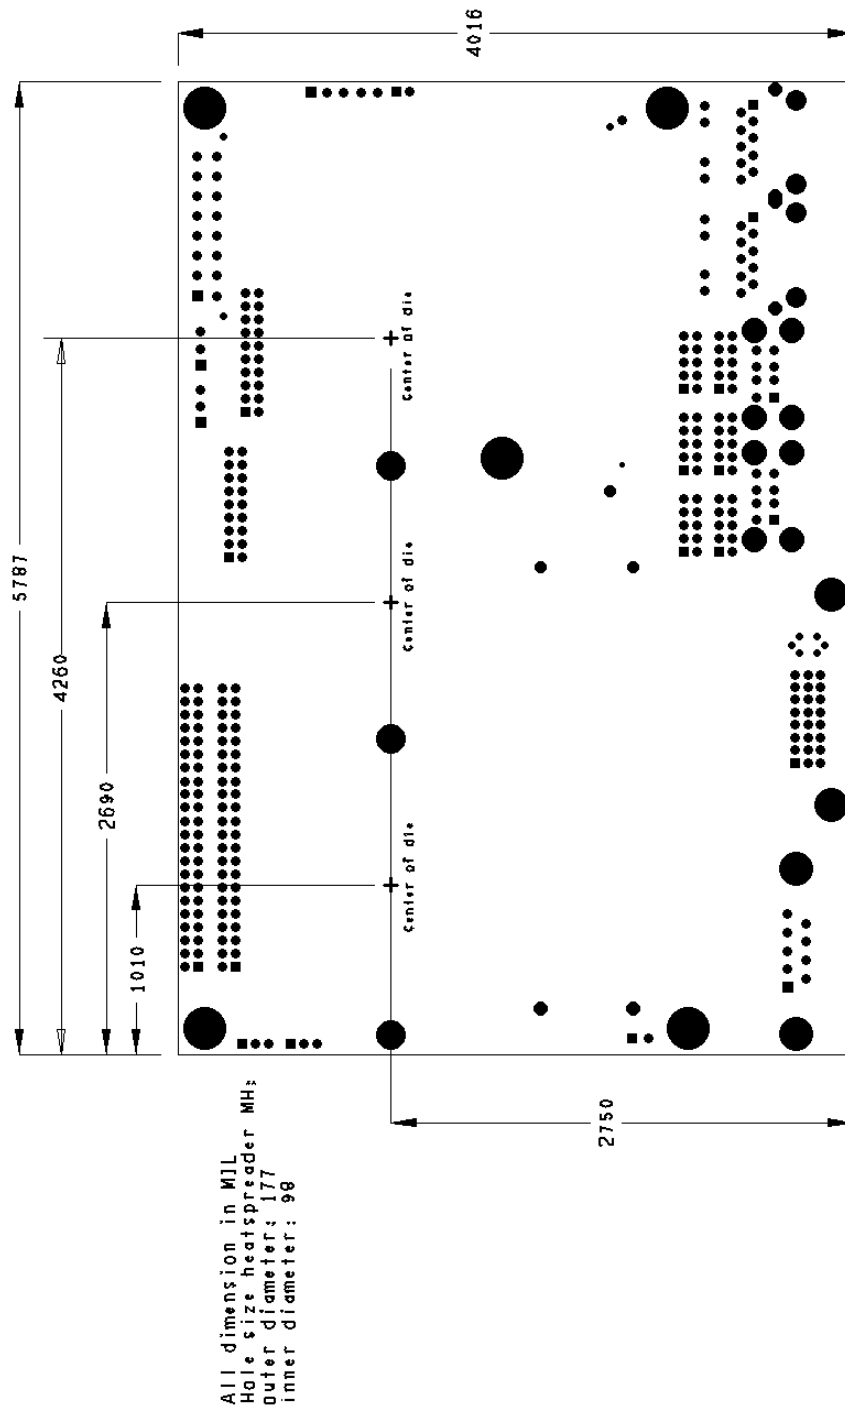 4016
5787
4260
2690
1010
Center of die
Center of die
Center of die
2750
All dimension in MIL
Hole size heatspreader MH:
Outer diameter: 177
inner diameter: 98